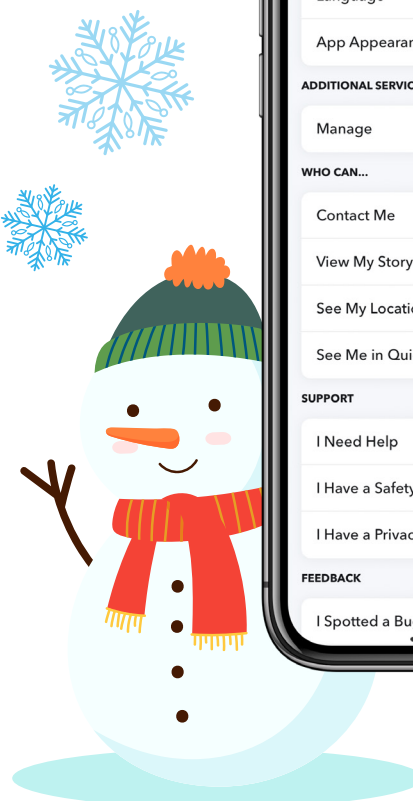 Language
App Appearan
ADDITIONAL SERVIC
Manage
WHO CAN...
Contact Me
View My Story
See My Locatio
See Me in Qui
SUPPORT
I Need Help
I Have a Safety
I Have a Privac
FEEDBACK
I Spotted a Bu